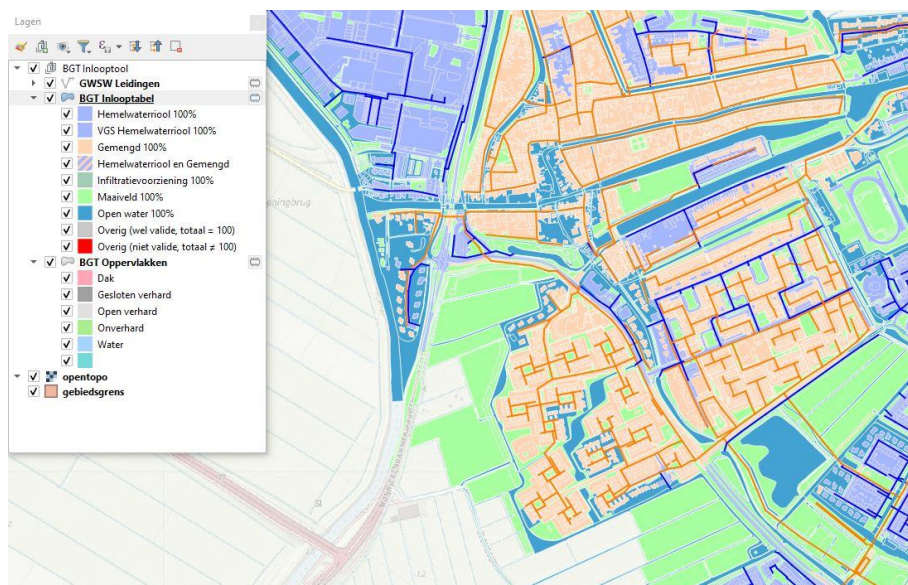 Lagen
BGT Inlooptool
GWSW Leidingen
BGT Inlooptabel
Hemelwaterriool 100%
VGS Hemelwaterriool 100%
Gemengd 100%
Hemelwaterriool en Gemengd
Infiltratievoorziening 100%
Maaiveld 100%
Open water 100%
Overig (wel valide, totaal = 100)
Overig (niet valide, totaal ≠ 100)
BGT Oppervlakken
Dak
Gesloten verhard
Open verhard
Onverhard
Water
opentopo
gebiedsgrens